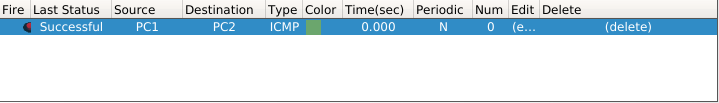 Fire Last Status Source Destination Type Color Time(sec) Periodic Num Edit Delete
Successful PC1 PC2 ICMP 0.000 N 0 (e... (delete)